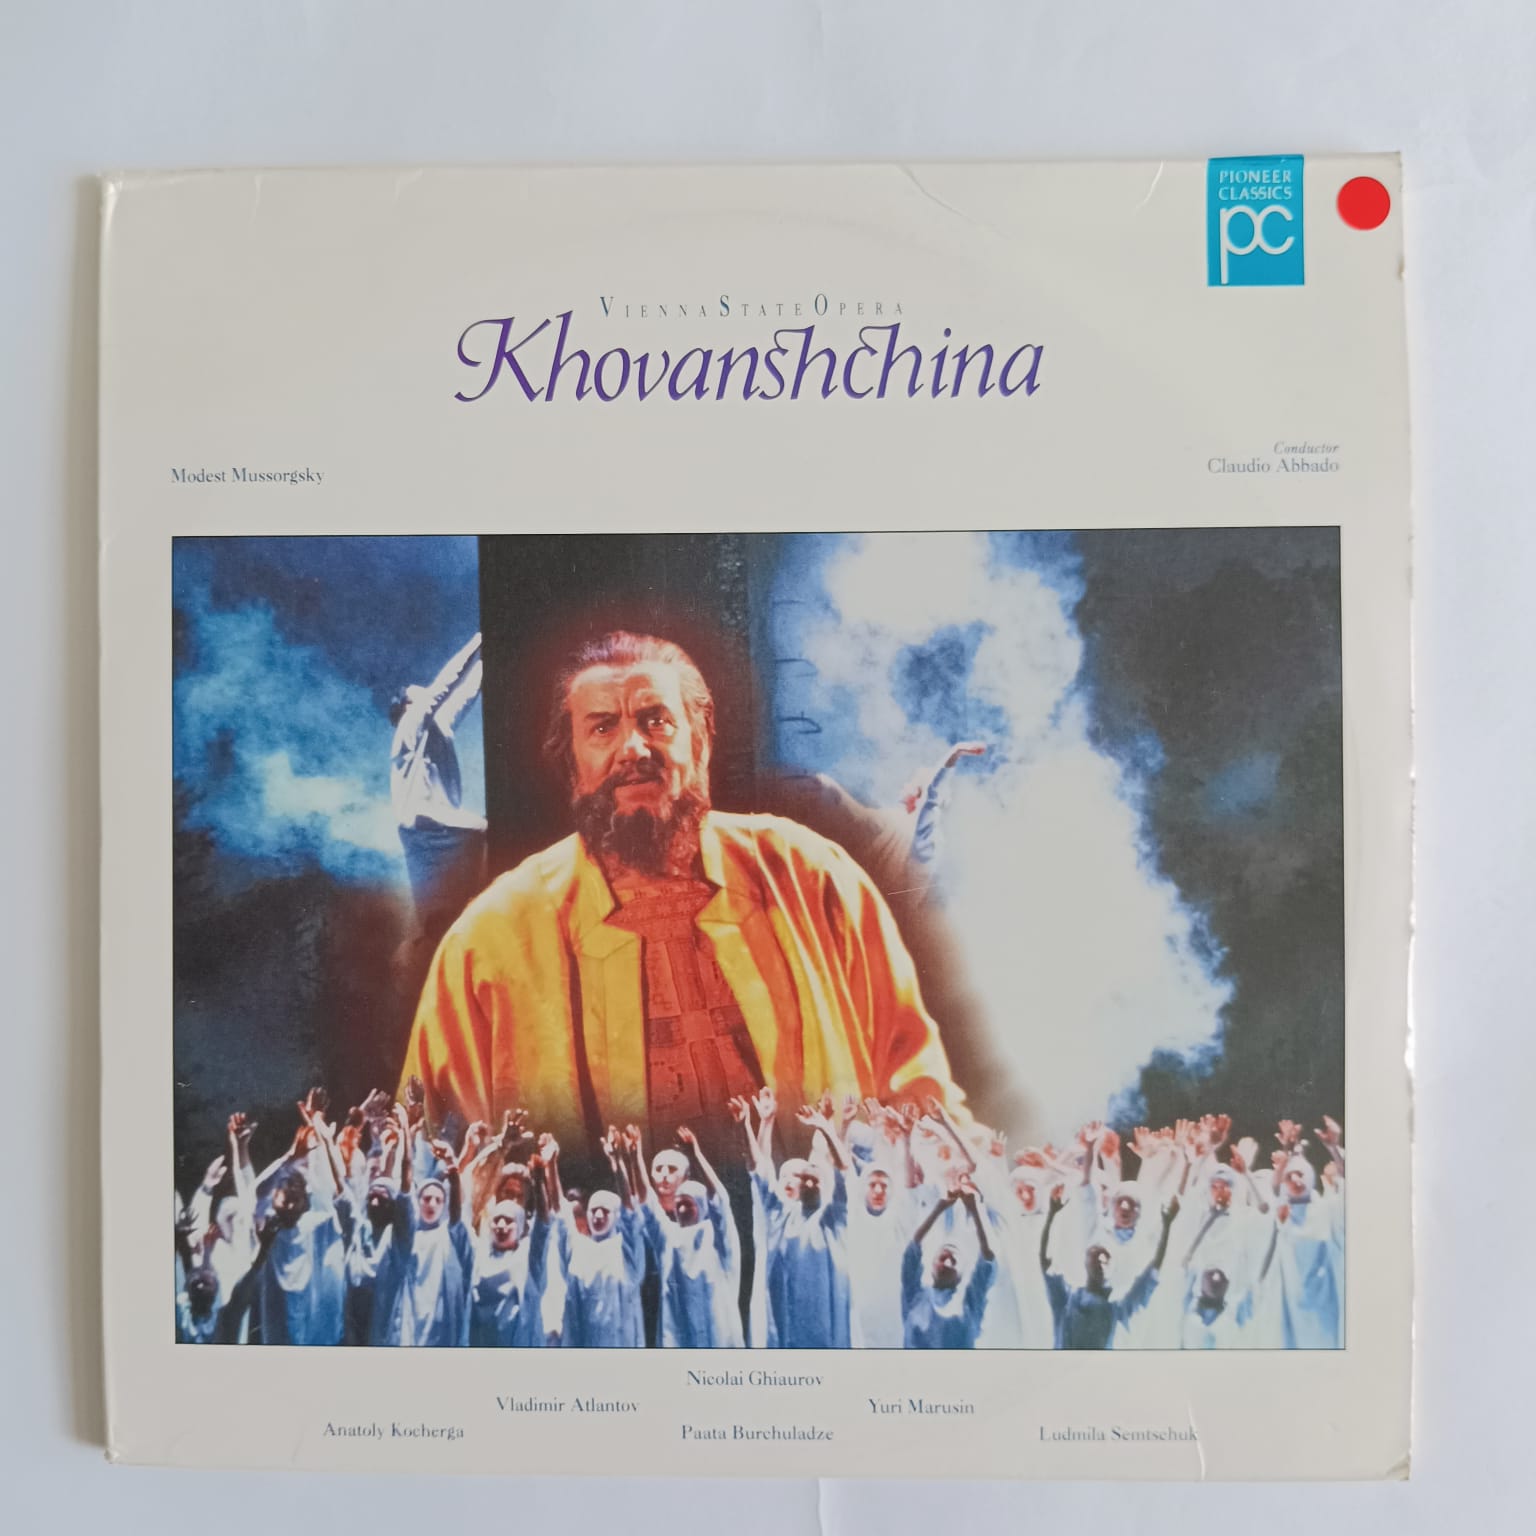 PIONEER
CLASSICS
pc
VIENNA STATE OPERA
Khovanshchina
Modest Mussorgsky
Conductor
Claudio Abbado
Nicolai Ghiaurov
Vladimir Atlantov
Yuri Marusin
Anatoly Kocherga
Paata Burchuladze
Ludmila Semtschuk